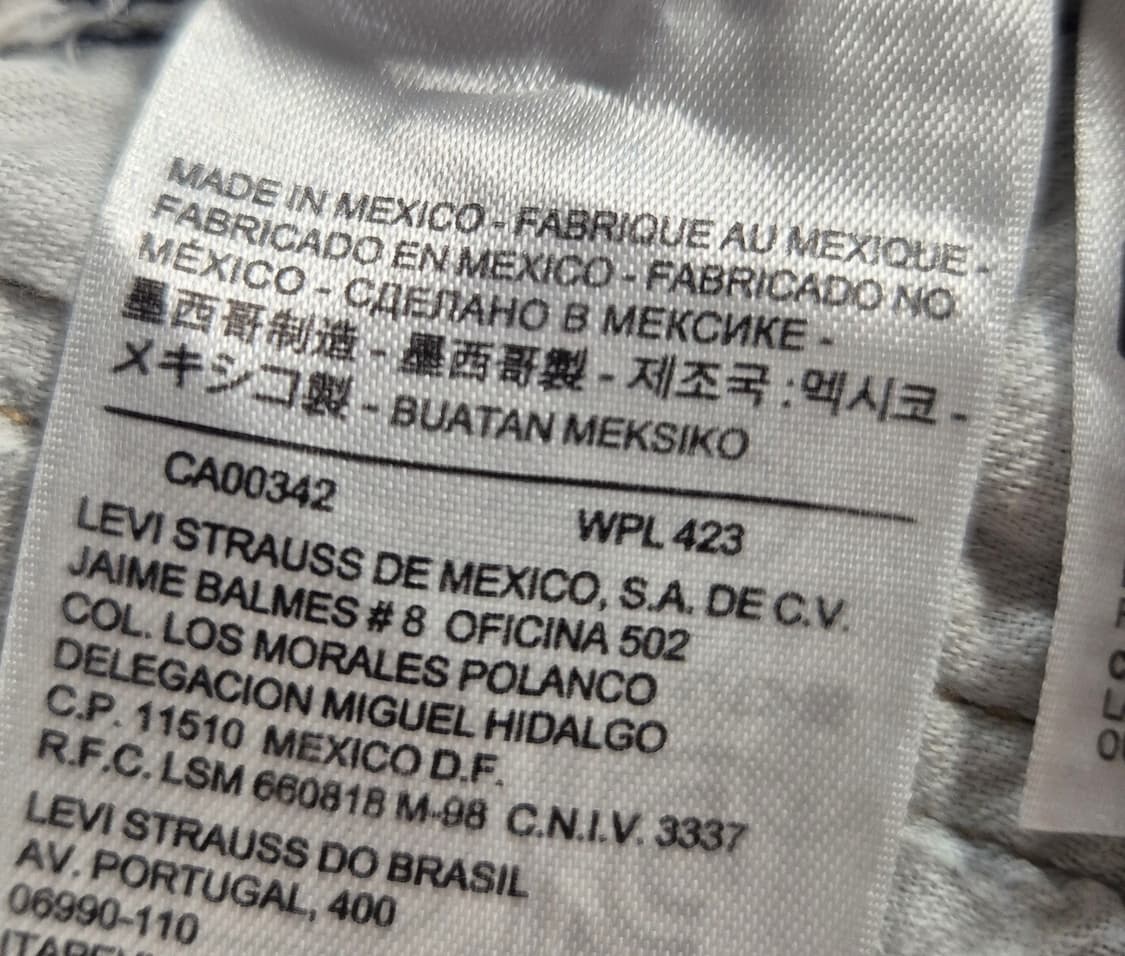 MADE IN MEXICO - FABRIQUE AU MEXIQUE -
FABRICADO EN MEXICO - FABRICADO NO
MÉXICO - СДЕЛАНО В МЕКСИКЕ -
墨西哥制造 - 墨西哥製 - 제조국 : 멕시코 -
メキシコ製 - BUATAN MEKSIKO
CA00342 WPL 423
LEVI STRAUSS DE MEXICO, S.A. DE C.V.
JAIME BALMES # 8 OFICINA 502
COL. LOS MORALES POLANCO
DELEGACION MIGUEL HIDALGO
C.P. 11510 MEXICO D.F.
R.F.C. LSM 660818 M-98 C.N.I.V. 3337
LEVI STRAUSS DO BRASIL
AV. PORTUGAL, 400
06990-110